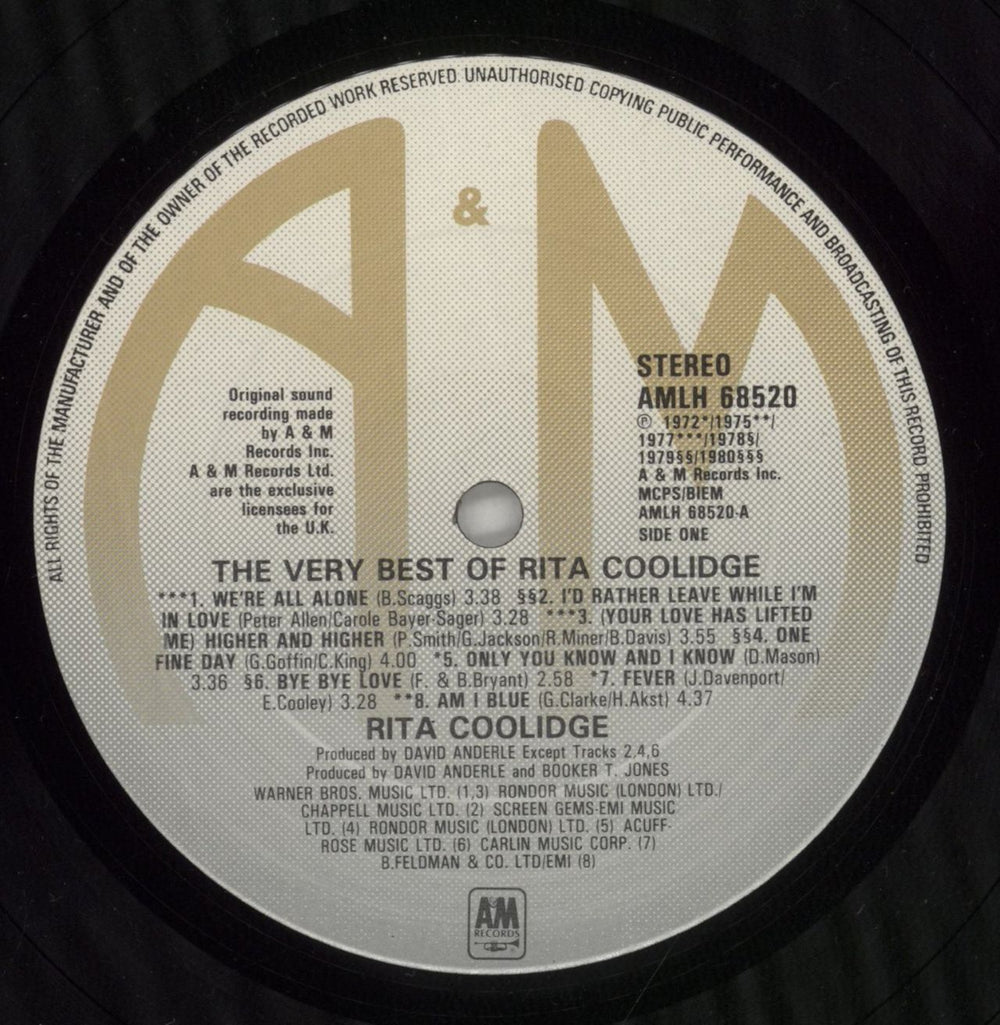 ALL RIGHTS OF THE MANUFACTURER AND OF THE OWNER OF THE RECORDED WORK RESERVED. UNAUTHORISED COPYING PUBLIC PERFORMANCE AND BROADCASTING OF THIS RECORD PROHIBITED
A & M
Original sound
recording made
by A & M
Records Inc.
A & M Records Ltd.
are the exclusive
licensees for
the U.K.
STEREO
AMLH 68520
℗ 1972*/1975**/
1977***/1978§/
1979§§/1980§§§
A & M Records Inc.
MCPS/BIEM
AMLH 68520-A
SIDE ONE
THE VERY BEST OF RITA COOLIDGE
***1. WE'RE ALL ALONE (B.Scaggs) 3.38 §§2. I'D RATHER LEAVE WHILE I'M
IN LOVE (Peter Allen/Carole Bayer-Sager) 3.28 ***3. (YOUR LOVE HAS LIFTED
ME) HIGHER AND HIGHER (P.Smith/G.Jackson/R.Miner/B.Davis) 3.55 §§4. ONE
FINE DAY (G.Goffin/C.King) 4.00 *5. ONLY YOU KNOW AND I KNOW (D.Mason)
3.36 §6. BYE BYE LOVE (F. & B.Bryant) 2.58 *7. FEVER (J.Davenport/
E.Cooley) 3.28 **8. AM I BLUE (G.Clarke/H.Akst) 4.37
RITA COOLIDGE
Produced by DAVID ANDERLE Except Tracks 2,4,6
Produced by DAVID ANDERLE and BOOKER T. JONES
WARNER BROS. MUSIC LTD. (1,3) RONDOR MUSIC (LONDON) LTD./
CHAPPELL MUSIC LTD. (2) SCREEN GEMS-EMI MUSIC
LTD. (4) RONDOR MUSIC (LONDON) LTD. (5) ACUFF-
ROSE MUSIC LTD. (6) CARLIN MUSIC CORP. (7)
B.FELDMAN & CO. LTD/EMI (8)
A&M
RECORDS